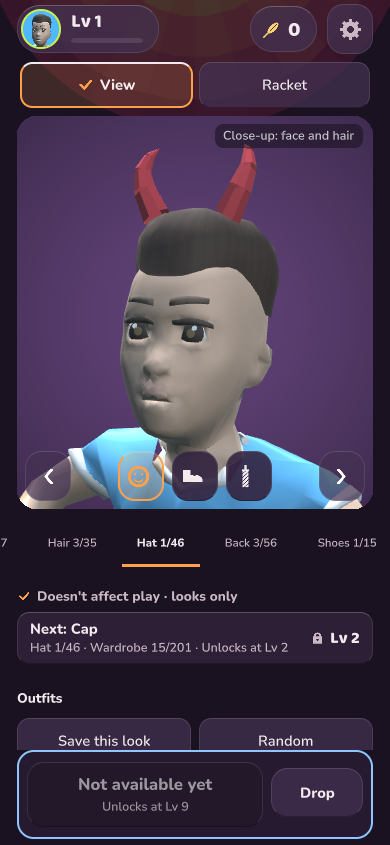 Lv 1
0
View
Racket
Close-up: face and hair
7
Hair 3/35
Hat 1/46
Back 3/56
Shoes 1/15
Doesn't affect play · looks only
Next: Cap
Hat 1/46 · Wardrobe 15/201 · Unlocks at Lv 2
Lv 2
Outfits
Save this look
Random
Not available yet
Unlocks at Lv 9
Drop